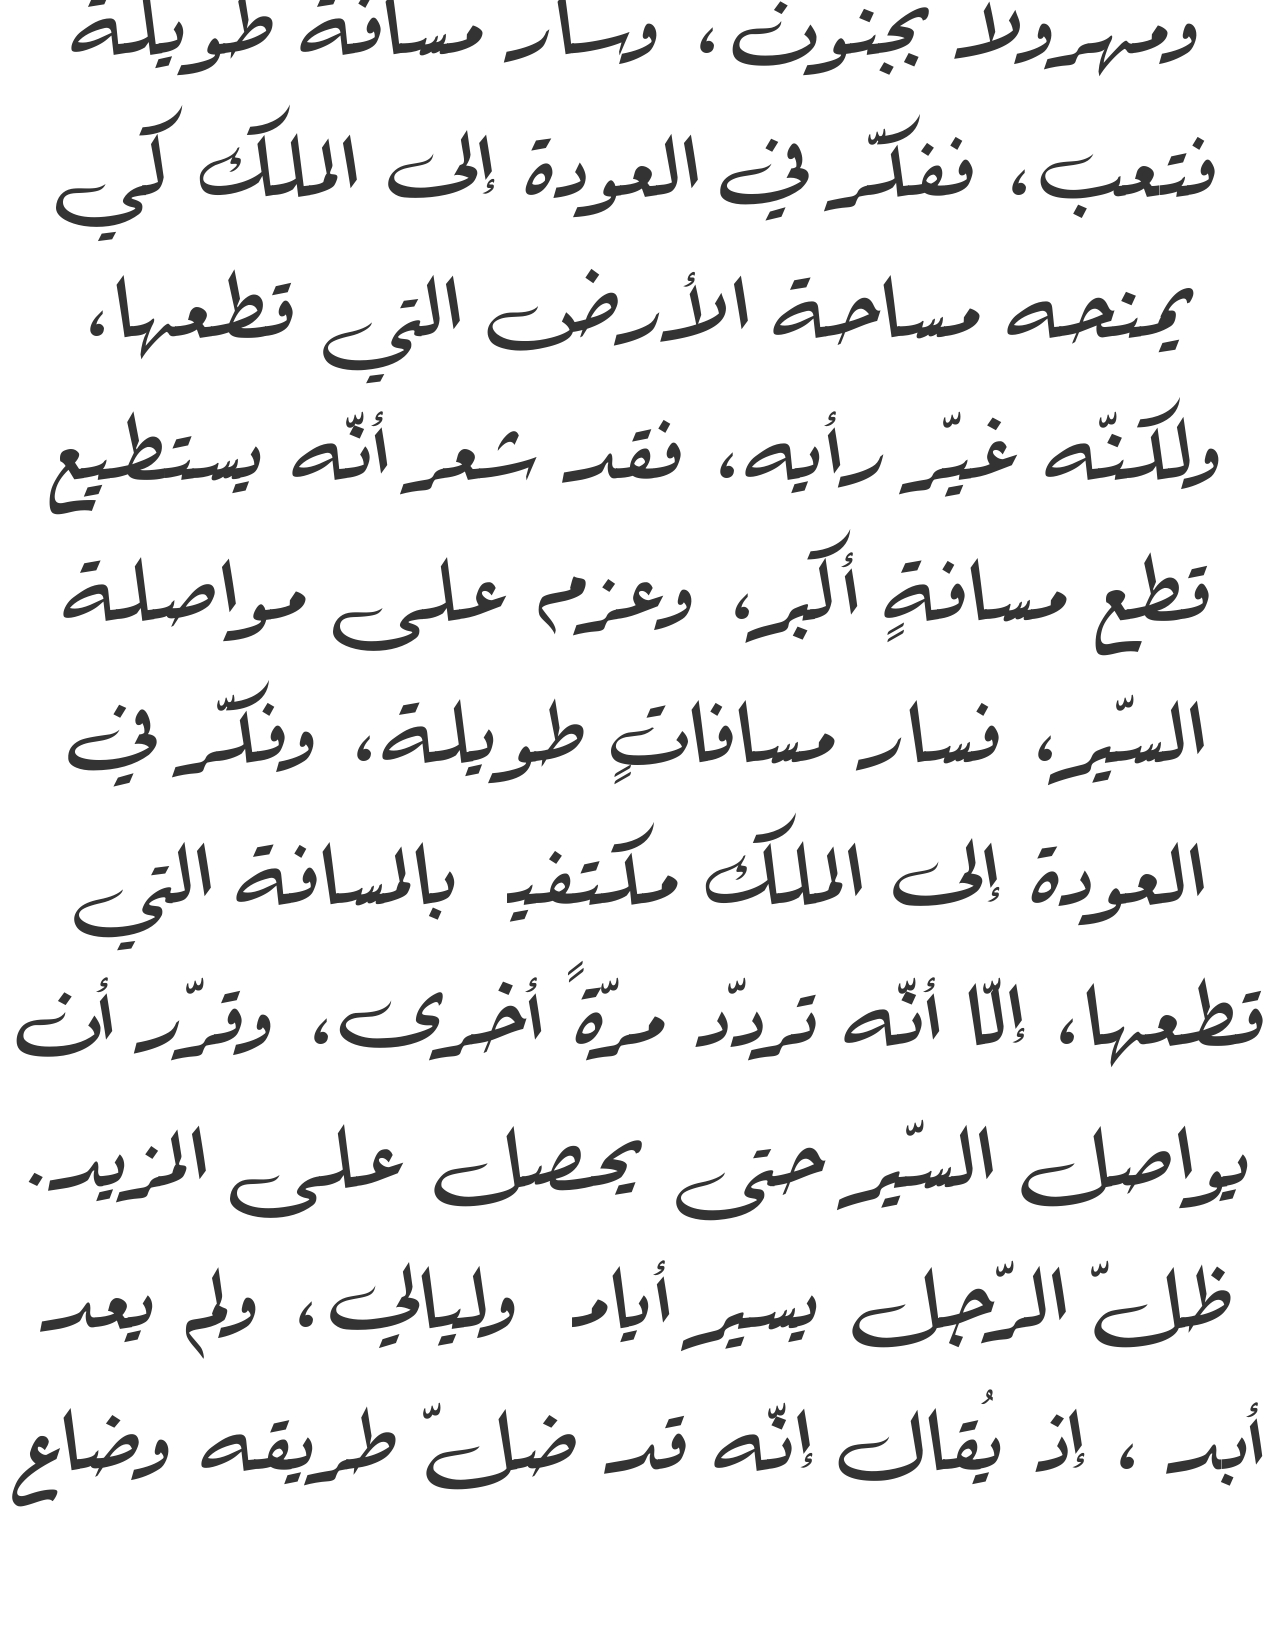 ومهرولا بجنون، وسار مسافة طويلة
فتعب، ففكّر في العودة إلى الملك كي
يمنحه مساحة الأرض التي قطعها،
ولكنّه غيّر رأيه، فقد شعر أنّه يستطيع
قطع مسافةٍ أكبر، وعزم على مواصلة
السّير، فسار مسافاتٍ طويلة، وفكّر في
العودة إلى الملك مكتفيـ بالمسافة التي
قطعها، إلّا أنّه تردّد مرّةً أخرى، وقرّر أن
يواصل السّير حتى يحصل على المزيد.
ظلّ الرّجل يسير أيامـ وليالي، ولم يعد
أبد ، إذ يُقال إنّه قد ضلّ طريقه وضاع